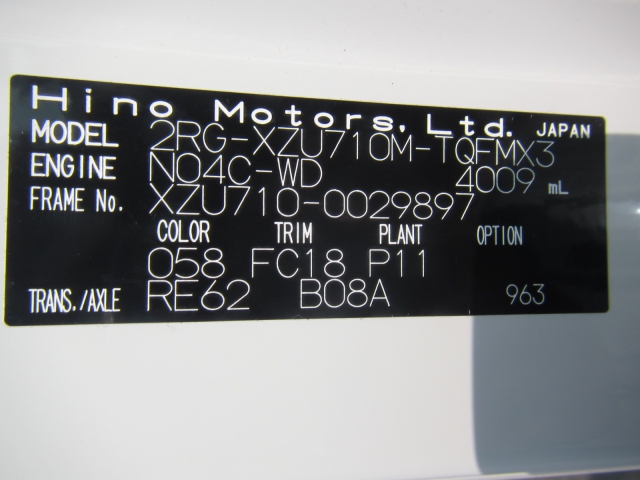 Hino Motors, Ltd. JAPAN
MODEL 2RG-XZU710M-TQFMX3
ENGINE N04C-WD 4009 mL
FRAME No. XZU710-0029897
COLOR TRIM PLANT OPTION
058 FC18 P11
TRANS./AXLE RE62 B08A 963